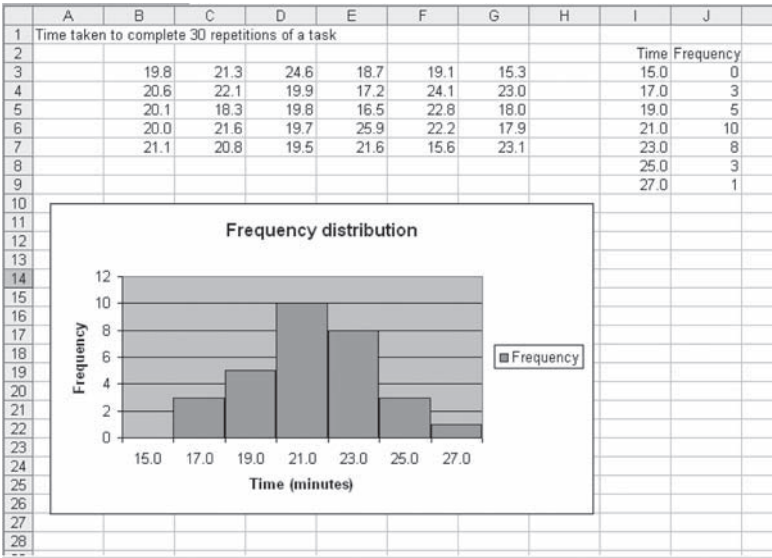 A B C D E F G H I J
1 Time taken to complete 30 repetitions of a task
2 Time Frequency
3 19.8 21.3 24.6 18.7 19.1 15.3 15.0 0
4 20.6 22.1 19.9 17.2 24.1 23.0 17.0 3
5 20.1 18.3 19.8 16.5 22.8 18.0 19.0 5
6 20.0 21.6 19.7 25.9 22.2 17.9 21.0 10
7 21.1 20.8 19.5 21.6 15.6 23.1 23.0 8
8 25.0 3
9 27.0 1
10
11
12
13
14
15
16
17
18
19
20
21
22
23
24
25
26
27
28
Frequency distribution
12
10
8
6
4
2
0
Frequency
15.0 17.0 19.0 21.0 23.0 25.0 27.0
Time (minutes)
Frequency